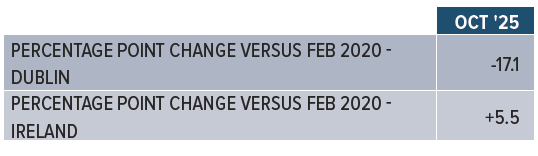 OCT '25
PERCENTAGE POINT CHANGE VERSUS FEB 2020 -
DUBLIN
-17.1
PERCENTAGE POINT CHANGE VERSUS FEB 2020 -
IRELAND
+5.5